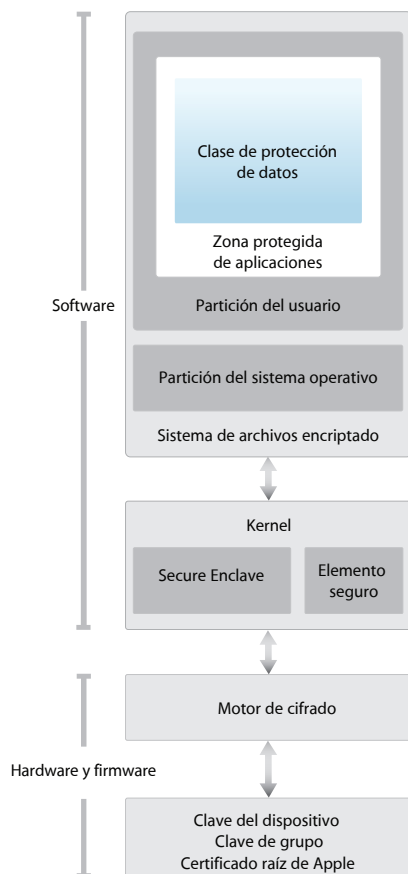 Clase de protección
de datos
Zona protegida
de aplicaciones
Software
Partición del usuario
Partición del sistema operativo
Sistema de archivos encriptado
Kernel
Secure Enclave
Elemento
seguro
Motor de cifrado
Hardware y firmware
Clave del dispositivo
Clave de grupo
Certificado raíz de Apple